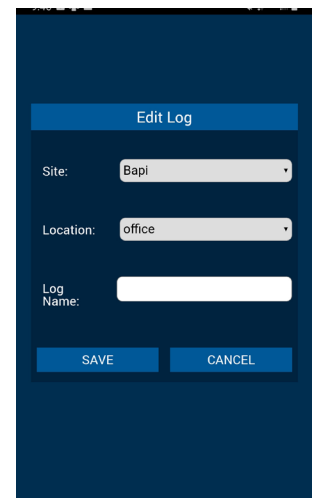 Edit Log
Site: Bapi
Location: office
Log
Name:
SAVE CANCEL